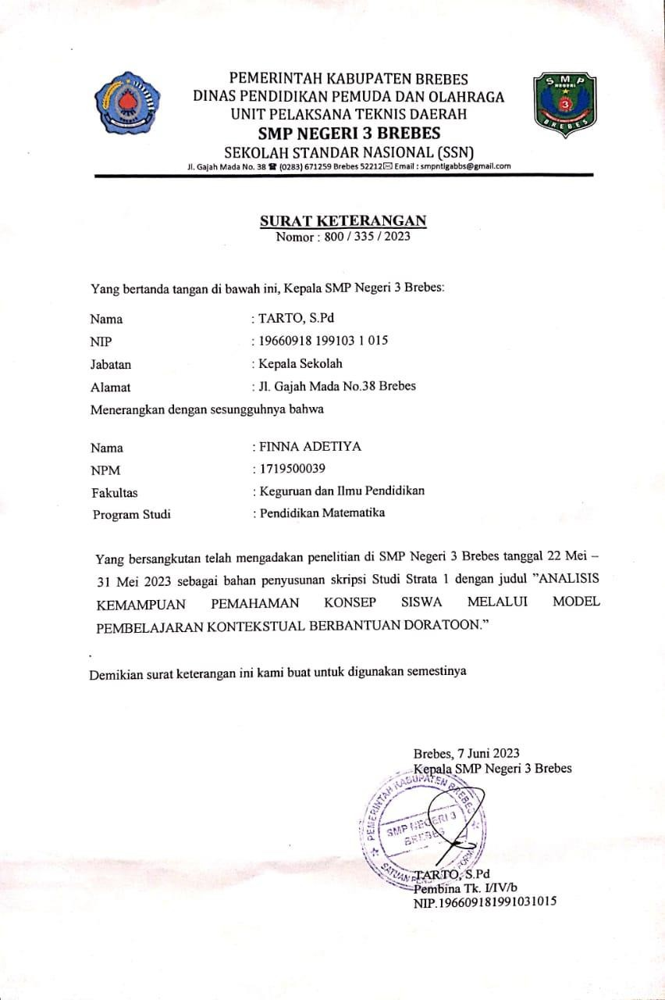 PEMERINTAH KABUPATEN BREBES
DINAS PENDIDIKAN PEMUDA DAN OLAHRAGA
UNIT PELAKSANA TEKNIS DAERAH
SMP NEGERI 3 BREBES
SEKOLAH STANDAR NASIONAL (SSN)
Jl. Gajah Mada No. 38 ☎ (0283) 671259 Brebes 52212✉ Email : smpntigabbs@gmail.com
SMP
NEGERI
3
BREBES
SURAT KETERANGAN
Nomor : 800 / 335 / 2023
Yang bertanda tangan di bawah ini, Kepala SMP Negeri 3 Brebes:
Nama : TARTO, S.Pd
NIP : 19660918 199103 1 015
Jabatan : Kepala Sekolah
Alamat : Jl. Gajah Mada No.38 Brebes
Menerangkan dengan sesungguhnya bahwa
Nama : FINNA ADETIYA
NPM : 1719500039
Fakultas : Keguruan dan Ilmu Pendidikan
Program Studi : Pendidikan Matematika
Yang bersangkutan telah mengadakan penelitian di SMP Negeri 3 Brebes tanggal 22 Mei –
31 Mei 2023 sebagai bahan penyusunan skripsi Studi Strata 1 dengan judul ”ANALISIS
KEMAMPUAN PEMAHAMAN KONSEP SISWA MELALUI MODEL
PEMBELAJARAN KONTEKSTUAL BERBANTUAN DORATOON.”
.
Demikian surat keterangan ini kami buat untuk digunakan semestinya
Brebes, 7 Juni 2023
Kepala SMP Negeri 3 Brebes
PEMERINTAH KABUPATEN BREBES
SMP NEGERI 3
BREBES
SATUAN
TARTO, S.Pd
Pembina Tk. I/IV/b
NIP.196609181991031015